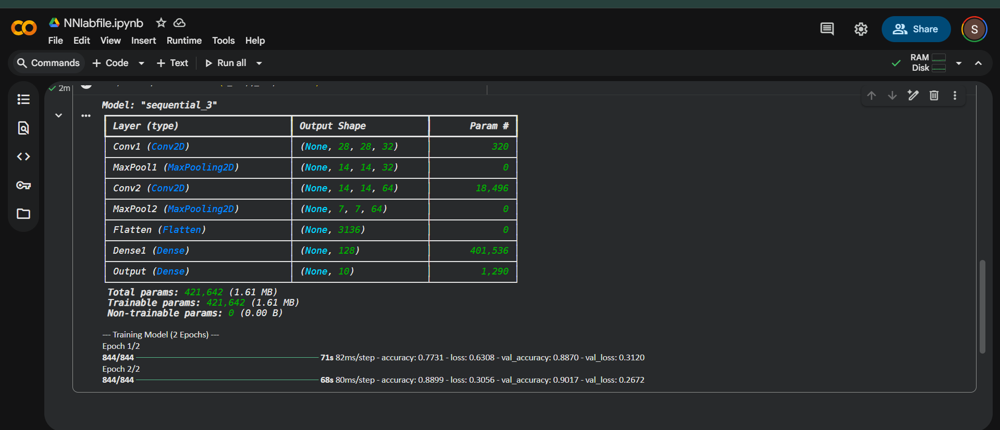 NNlabfile.ipynb
File Edit View Insert Runtime Tools Help
Share
S
Commands + Code + Text Run all
RAM
Disk
2m
Model: "sequential_3"
Layer (type) Output Shape Param #
Conv1 (Conv2D) (None, 28, 28, 32) 320
MaxPool1 (MaxPooling2D) (None, 14, 14, 32) 0
Conv2 (Conv2D) (None, 14, 14, 64) 18,496
MaxPool2 (MaxPooling2D) (None, 7, 7, 64) 0
Flatten (Flatten) (None, 3136) 0
Dense1 (Dense) (None, 128) 401,536
Output (Dense) (None, 10) 1,290
Total params: 421,642 (1.61 MB)
Trainable params: 421,642 (1.61 MB)
Non-trainable params: 0 (0.00 B)
--- Training Model (2 Epochs) ---
Epoch 1/2
844/844 71s 82ms/step - accuracy: 0.7731 - loss: 0.6308 - val_accuracy: 0.8870 - val_loss: 0.3120
Epoch 2/2
844/844 68s 80ms/step - accuracy: 0.8899 - loss: 0.3056 - val_accuracy: 0.9017 - val_loss: 0.2672